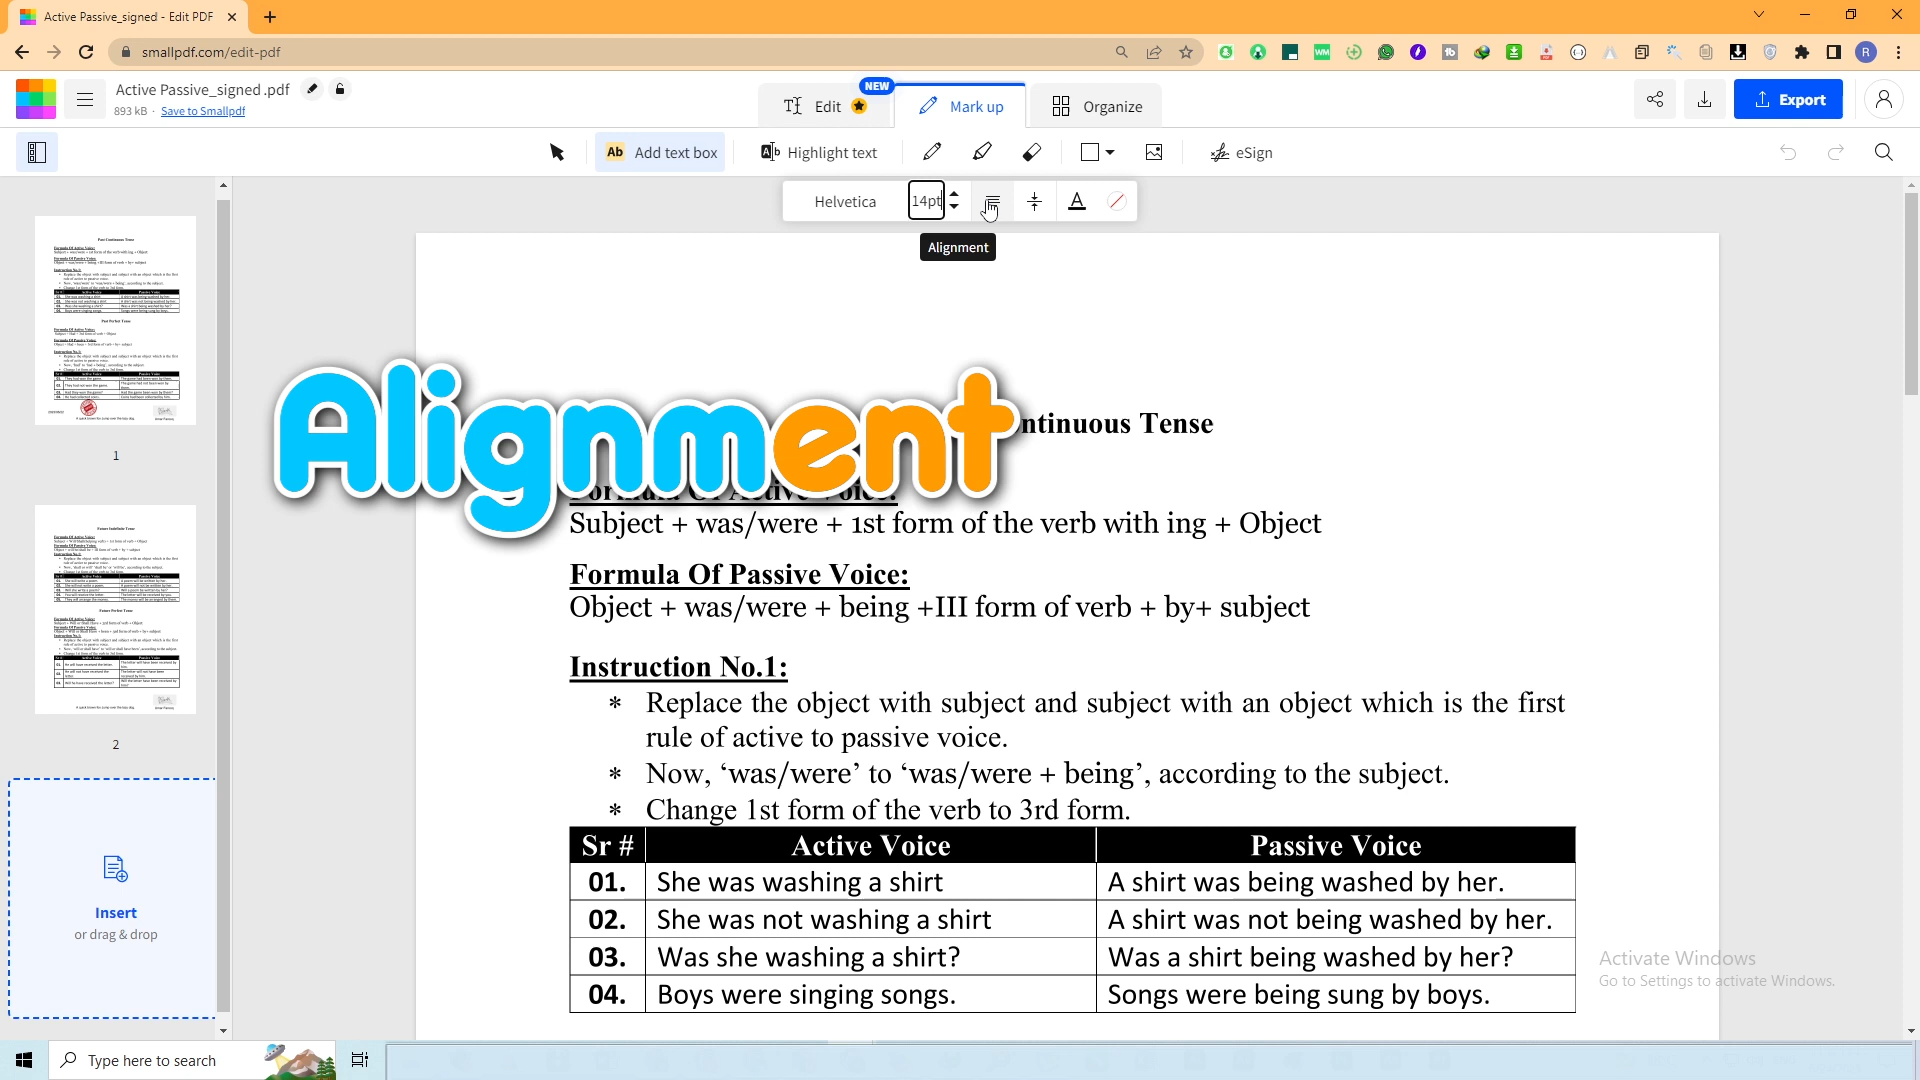 Active Passive_signed - Edit PDF
smallpdf.com/edit-pdf
Active Passive_signed .pdf
893 kB · Save to Smallpdf
Edit
NEW
Mark up
Organize
Export
Ab Add text box
Highlight text
eSign
Helvetica
14pt
Alignment
Alignment
ntinuous Tense
Formula Of Active Voice:
Subject + was/were + 1st form of the verb with ing + Object
Formula Of Passive Voice:
Object + was/were + being +III form of verb + by+ subject
Instruction No.1:
* Replace the object with subject and subject with an object which is the first
rule of active to passive voice.
* Now, ‘was/were’ to ‘was/were + being’, according to the subject.
* Change 1st form of the verb to 3rd form.
Sr # Active Voice Passive Voice
01. She was washing a shirt A shirt was being washed by her.
02. She was not washing a shirt A shirt was not being washed by her.
03. Was she washing a shirt? Was a shirt being washed by her?
04. Boys were singing songs. Songs were being sung by boys.
1
2
Insert
or drag & drop
Activate Windows
Go to Settings to activate Windows.
Type here to search